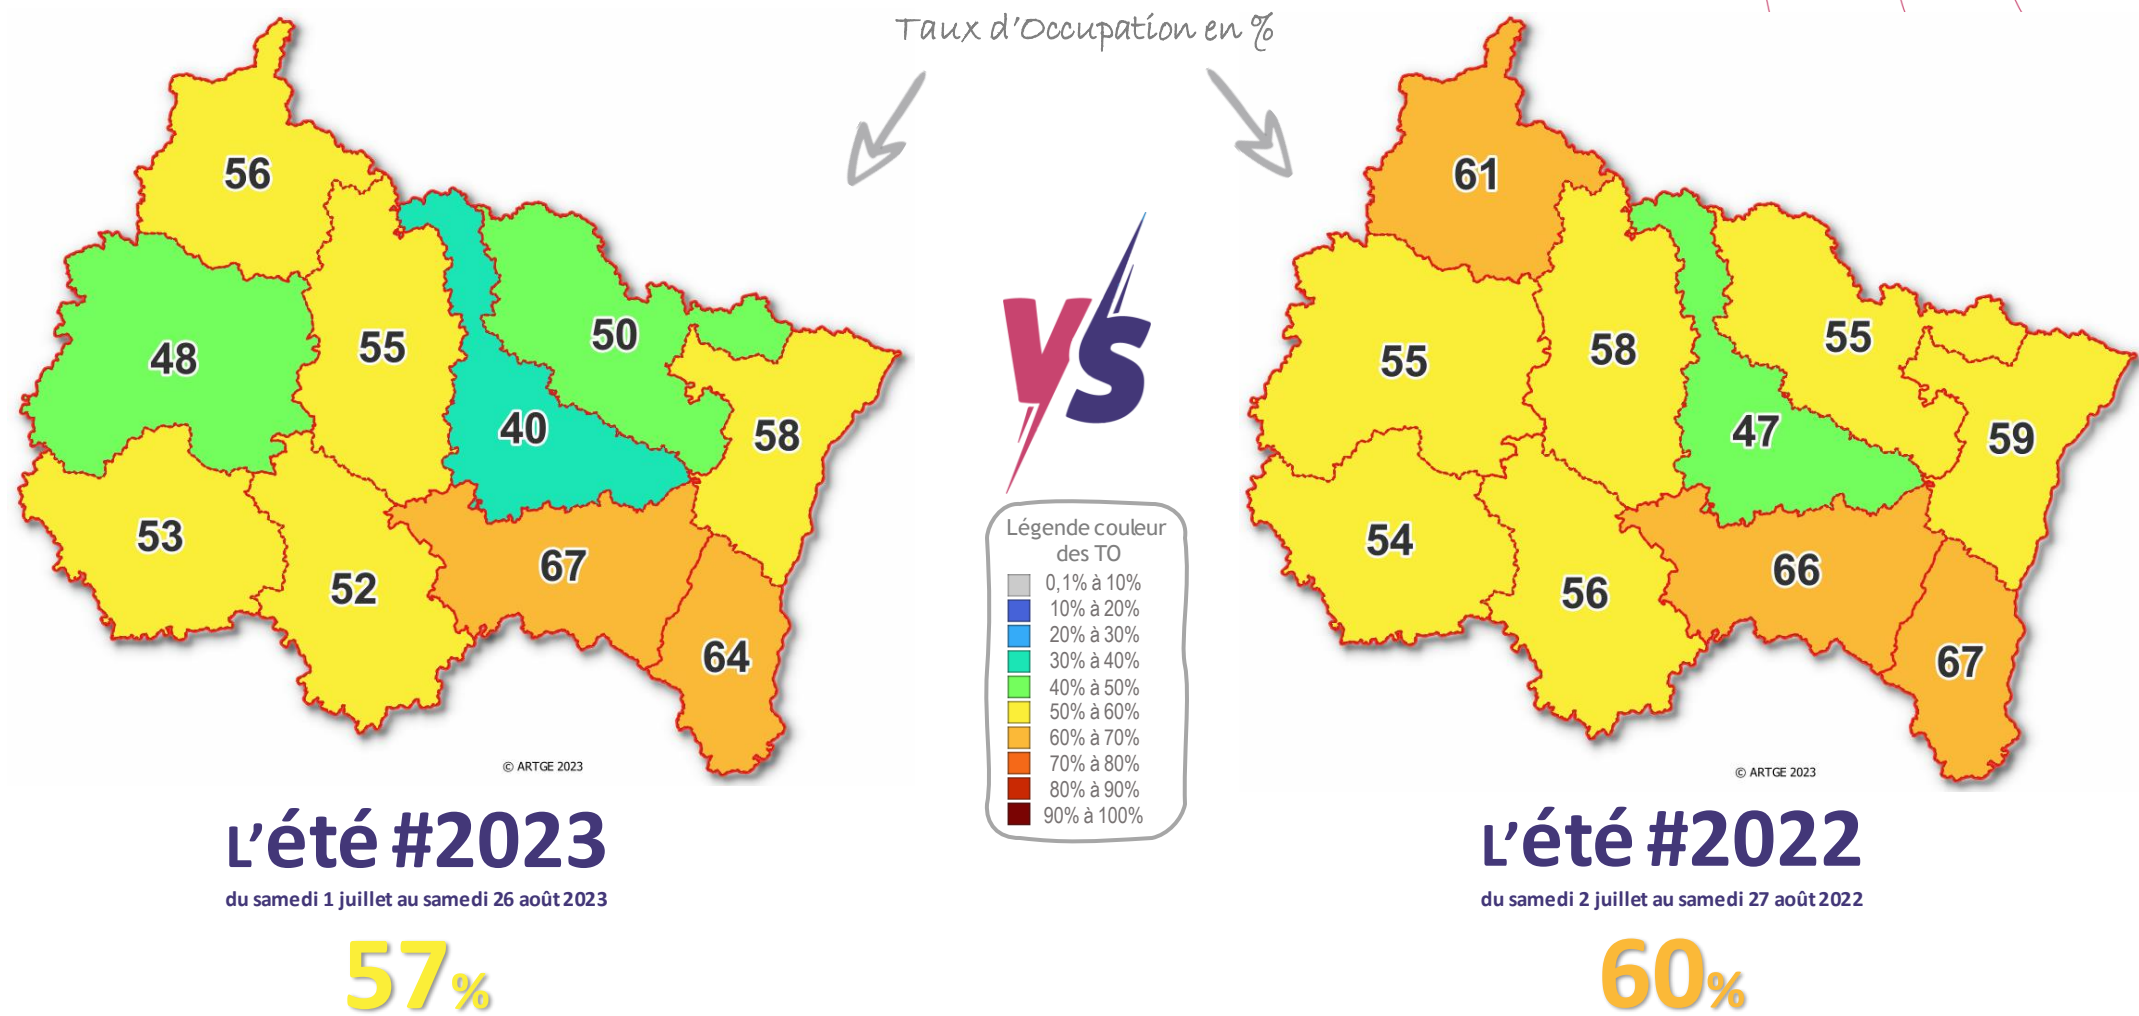 Taux d'Occupation en %
56
48
55
50
40
58
53
52
67
64
© ARTGE 2023
VS
Légende couleur
des TO
0,1% à 10%
10% à 20%
20% à 30%
30% à 40%
40% à 50%
50% à 60%
60% à 70%
70% à 80%
80% à 90%
90% à 100%
61
55
58
55
47
59
54
56
66
67
© ARTGE 2023
L'été #2023
du samedi 1 juillet au samedi 26 août 2023
57%
L'été #2022
du samedi 2 juillet au samedi 27 août 2022
60%